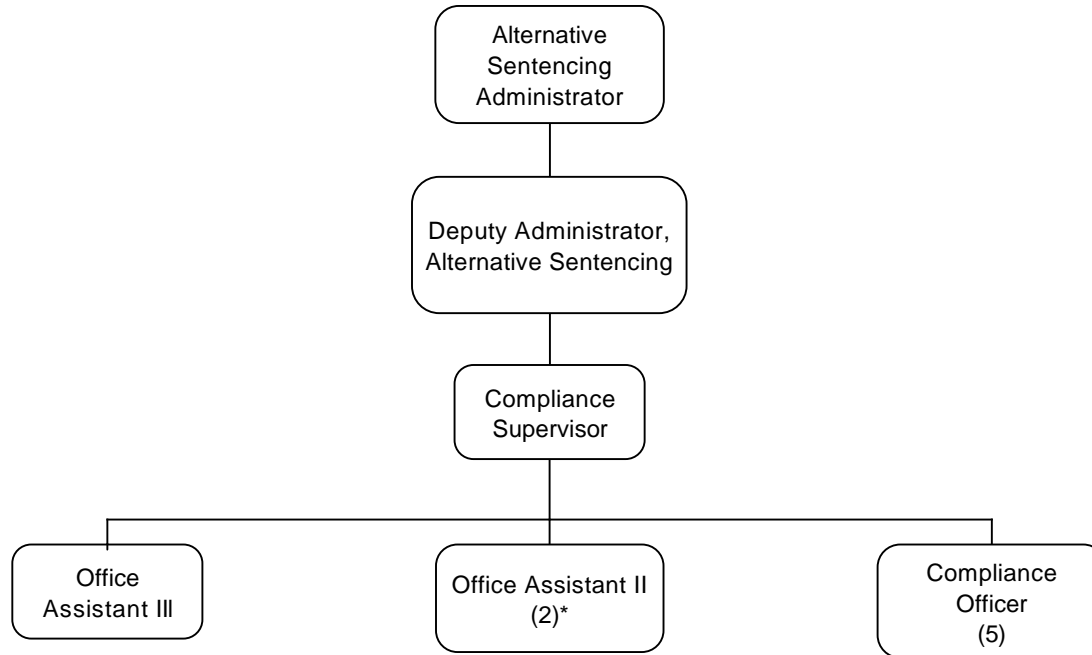 Alternative
Sentencing
Administrator
Deputy Administrator,
Alternative Sentencing
Compliance
Supervisor
Office
Assistant III
Office Assistant II
(2)*
Compliance
Officer
(5)